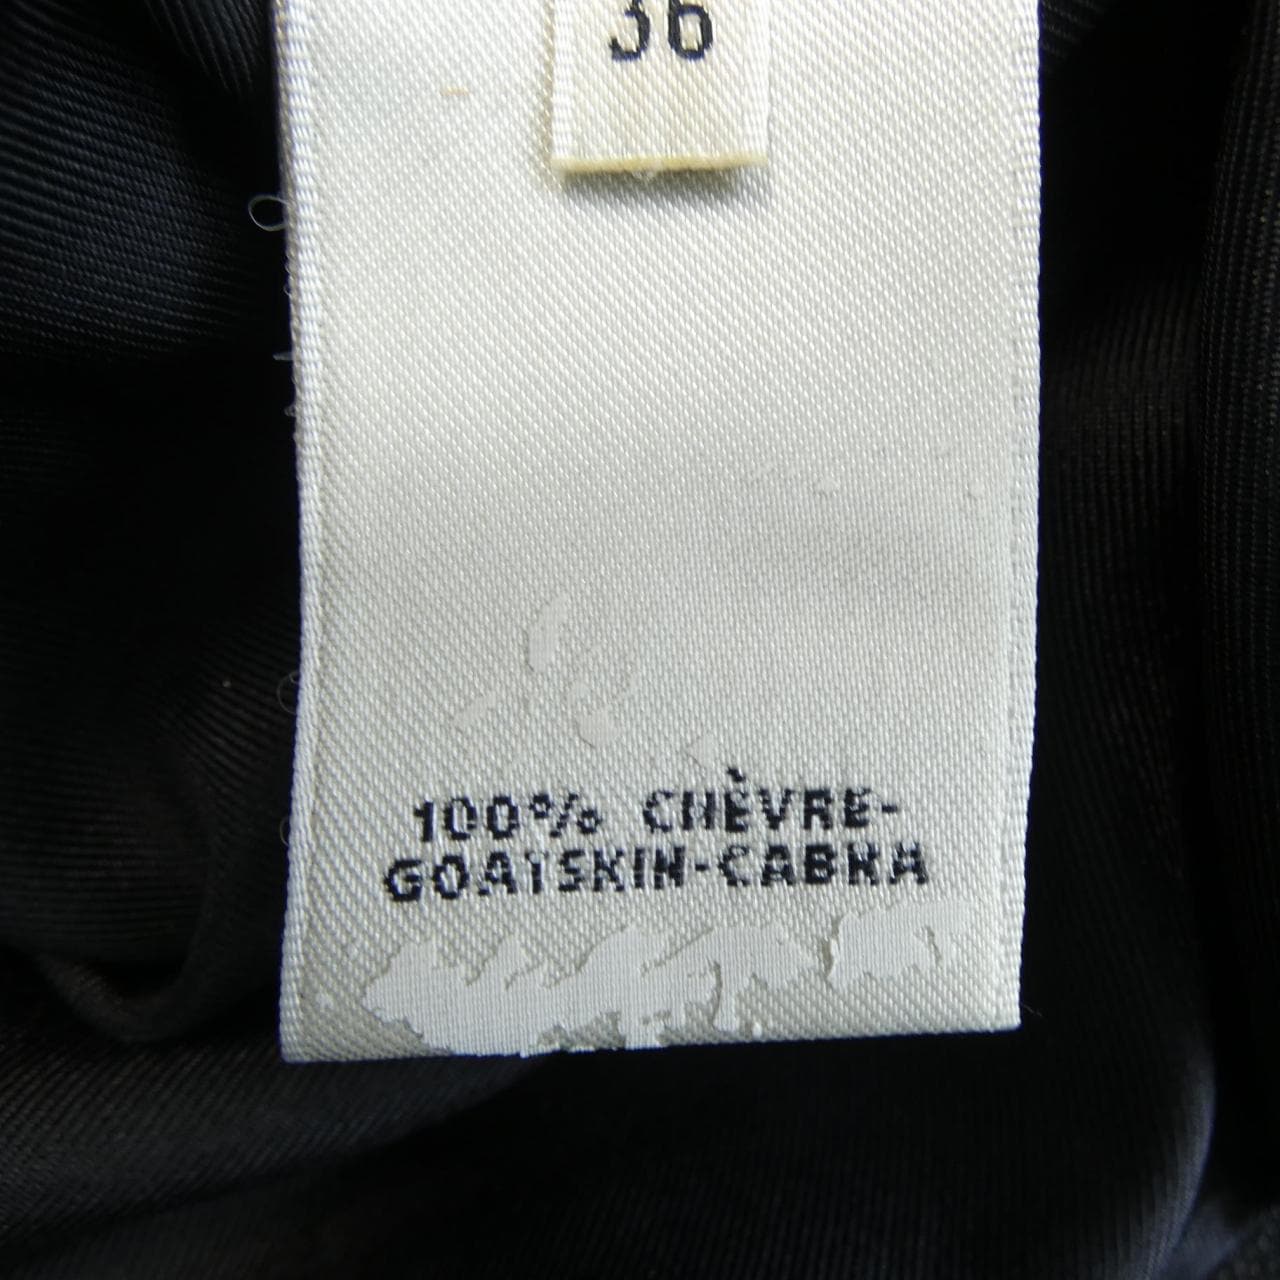 36
100% CHÈVRE-
GOATSKIN-CABRA